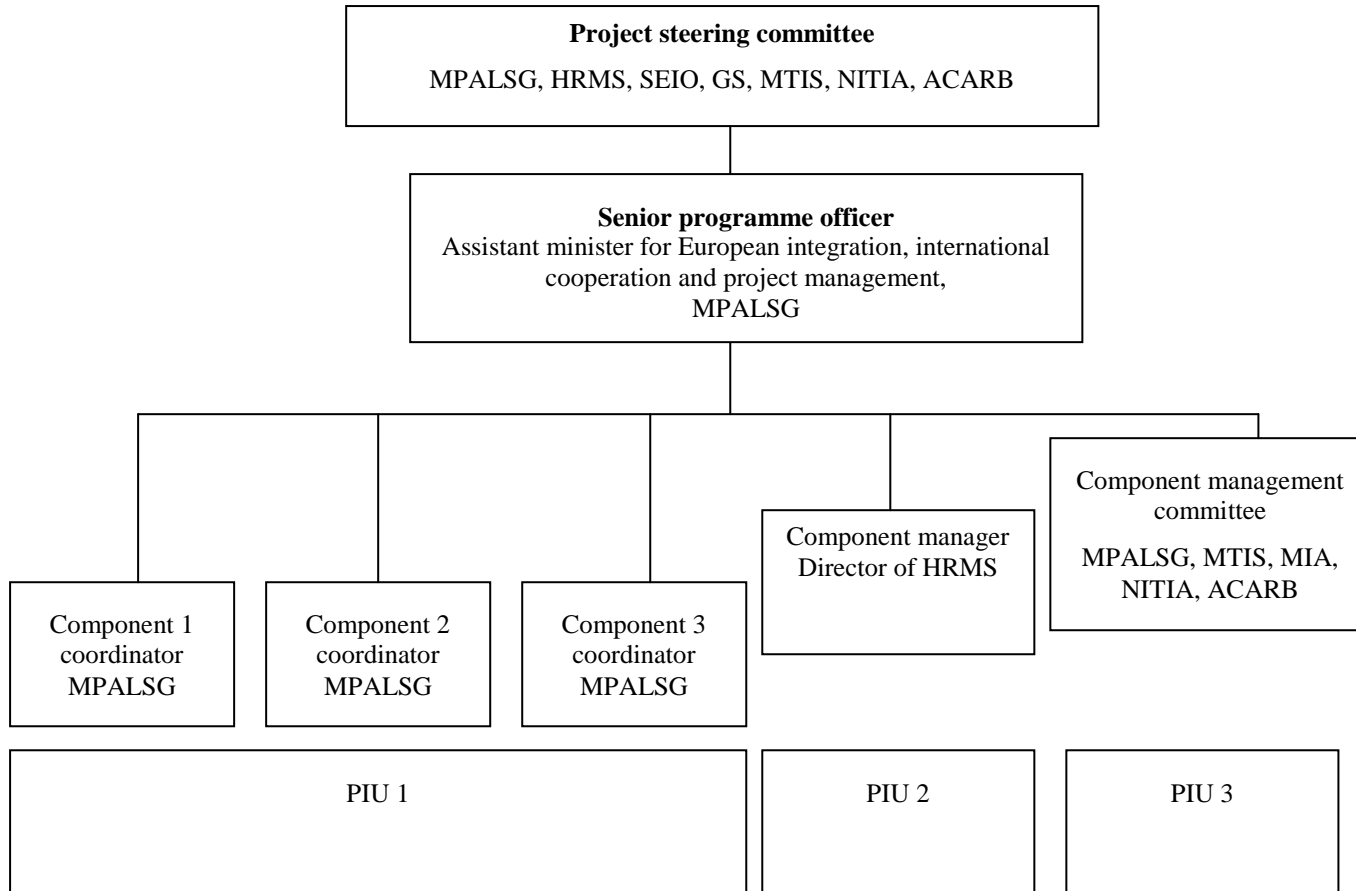 Project steering committee
MPALSG, HRMS, SEIO, GS, MTIS, NITIA, ACARB
Senior programme officer
Assistant minister for European integration, international
cooperation and project management,
MPALSG
Component 1
coordinator
MPALSG
Component 2
coordinator
MPALSG
Component 3
coordinator
MPALSG
Component manager
Director of HRMS
Component management
committee
MPALSG, MTIS, MIA,
NITIA, ACARB
PIU 1
PIU 2
PIU 3